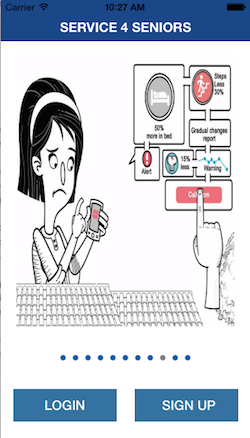 Carrier 10:27 AM
SERVICE 4 SENIORS
50%
more in bed
Steps
Less
30%
Gradual changes
report
Alert
15%
less
Warning
LOGIN SIGN UP